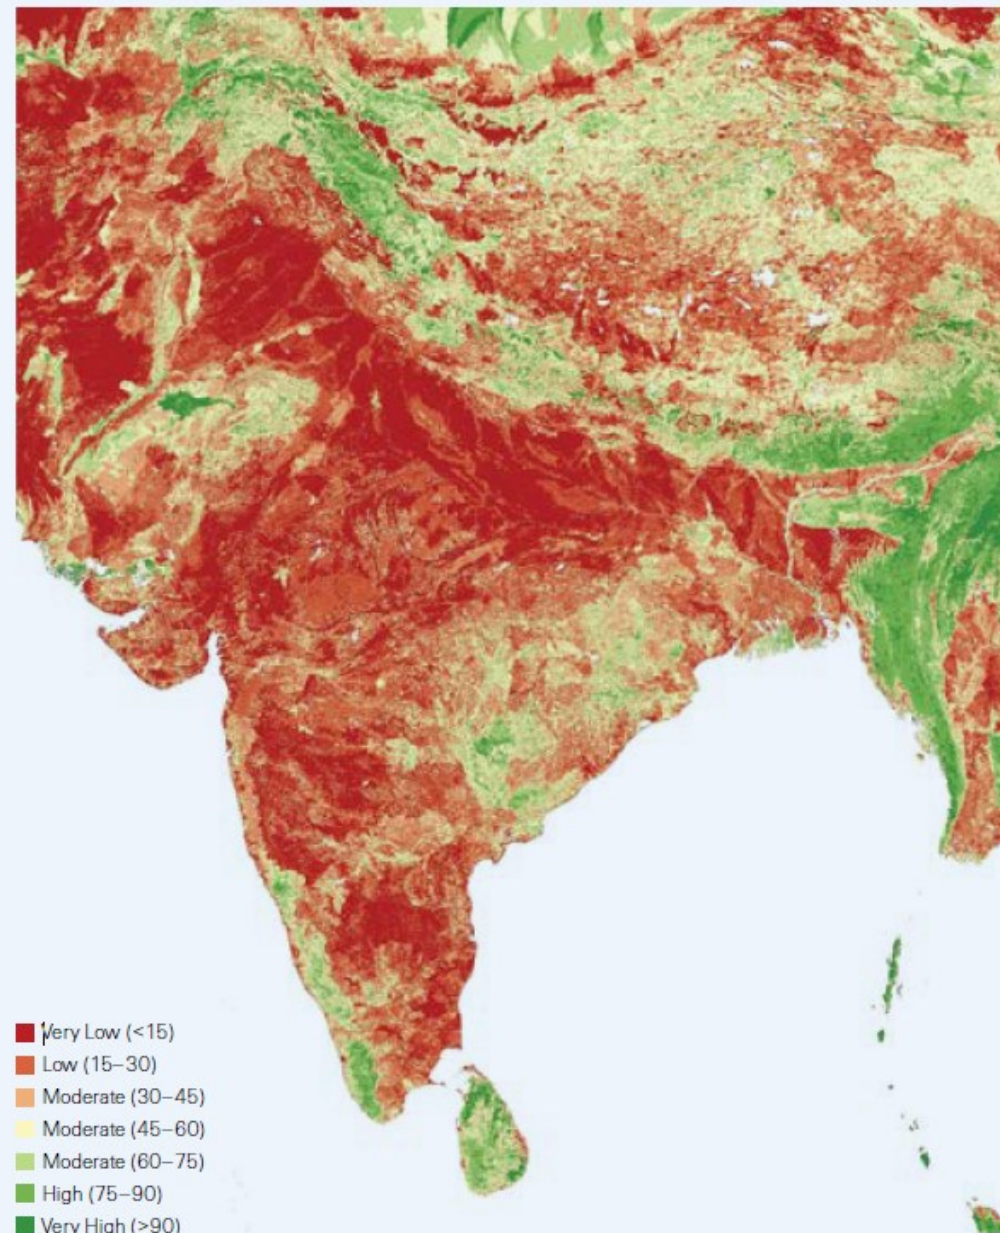 Very Low (<15)
Low (15–30)
Moderate (30–45)
Moderate (45–60)
Moderate (60–75)
High (75–90)
Very High (>90)